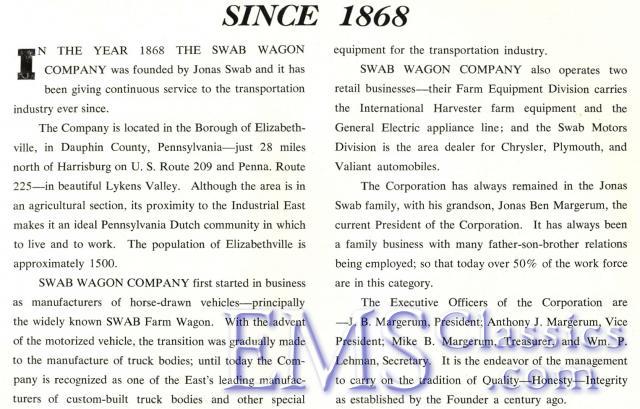 SINCE 1868
IN THE YEAR 1868 THE SWAB WAGON
COMPANY was founded by Jonas Swab and it has
been giving continuous service to the transportation
industry ever since.
The Company is located in the Borough of Elizabeth-
ville, in Dauphin County, Pennsylvania—just 28 miles
north of Harrisburg on U. S. Route 209 and Penna. Route
225—in beautiful Lykens Valley. Although the area is in
an agricultural section, its proximity to the Industrial East
makes it an ideal Pennsylvania Dutch community in which
to live and to work. The population of Elizabethville is
approximately 1500.
SWAB WAGON COMPANY first started in business
as manufacturers of horse-drawn vehicles—principally
the widely known SWAB Farm Wagon. With the advent
of the motorized vehicle, the transition was gradually made
to the manufacture of truck bodies; until today the Com-
pany is recognized as one of the East's leading manufac-
turers of custom-built truck bodies and other special
equipment for the transportation industry.
SWAB WAGON COMPANY also operates two
retail businesses—their Farm Equipment Division carries
the International Harvester farm equipment and the
General Electric appliance line; and the Swab Motors
Division is the area dealer for Chrysler, Plymouth, and
Valiant automobiles.
The Corporation has always remained in the Jonas
Swab family, with his grandson, Jonas Ben Margerum, the
current President of the Corporation. It has always been
a family business with many father-son-brother relations
being employed; so that today over 50% of the work force
are in this category.
The Executive Officers of the Corporation are
—J. B. Margerum, President; Anthony J. Margerum, Vice
President; Mike B. Margerum, Treasurer, and Wm. P.
Lehman, Secretary. It is the endeavor of the management
to carry on the tradition of Quality—Honesty—Integrity
as established by the Founder a century ago.
EMSClassics.com